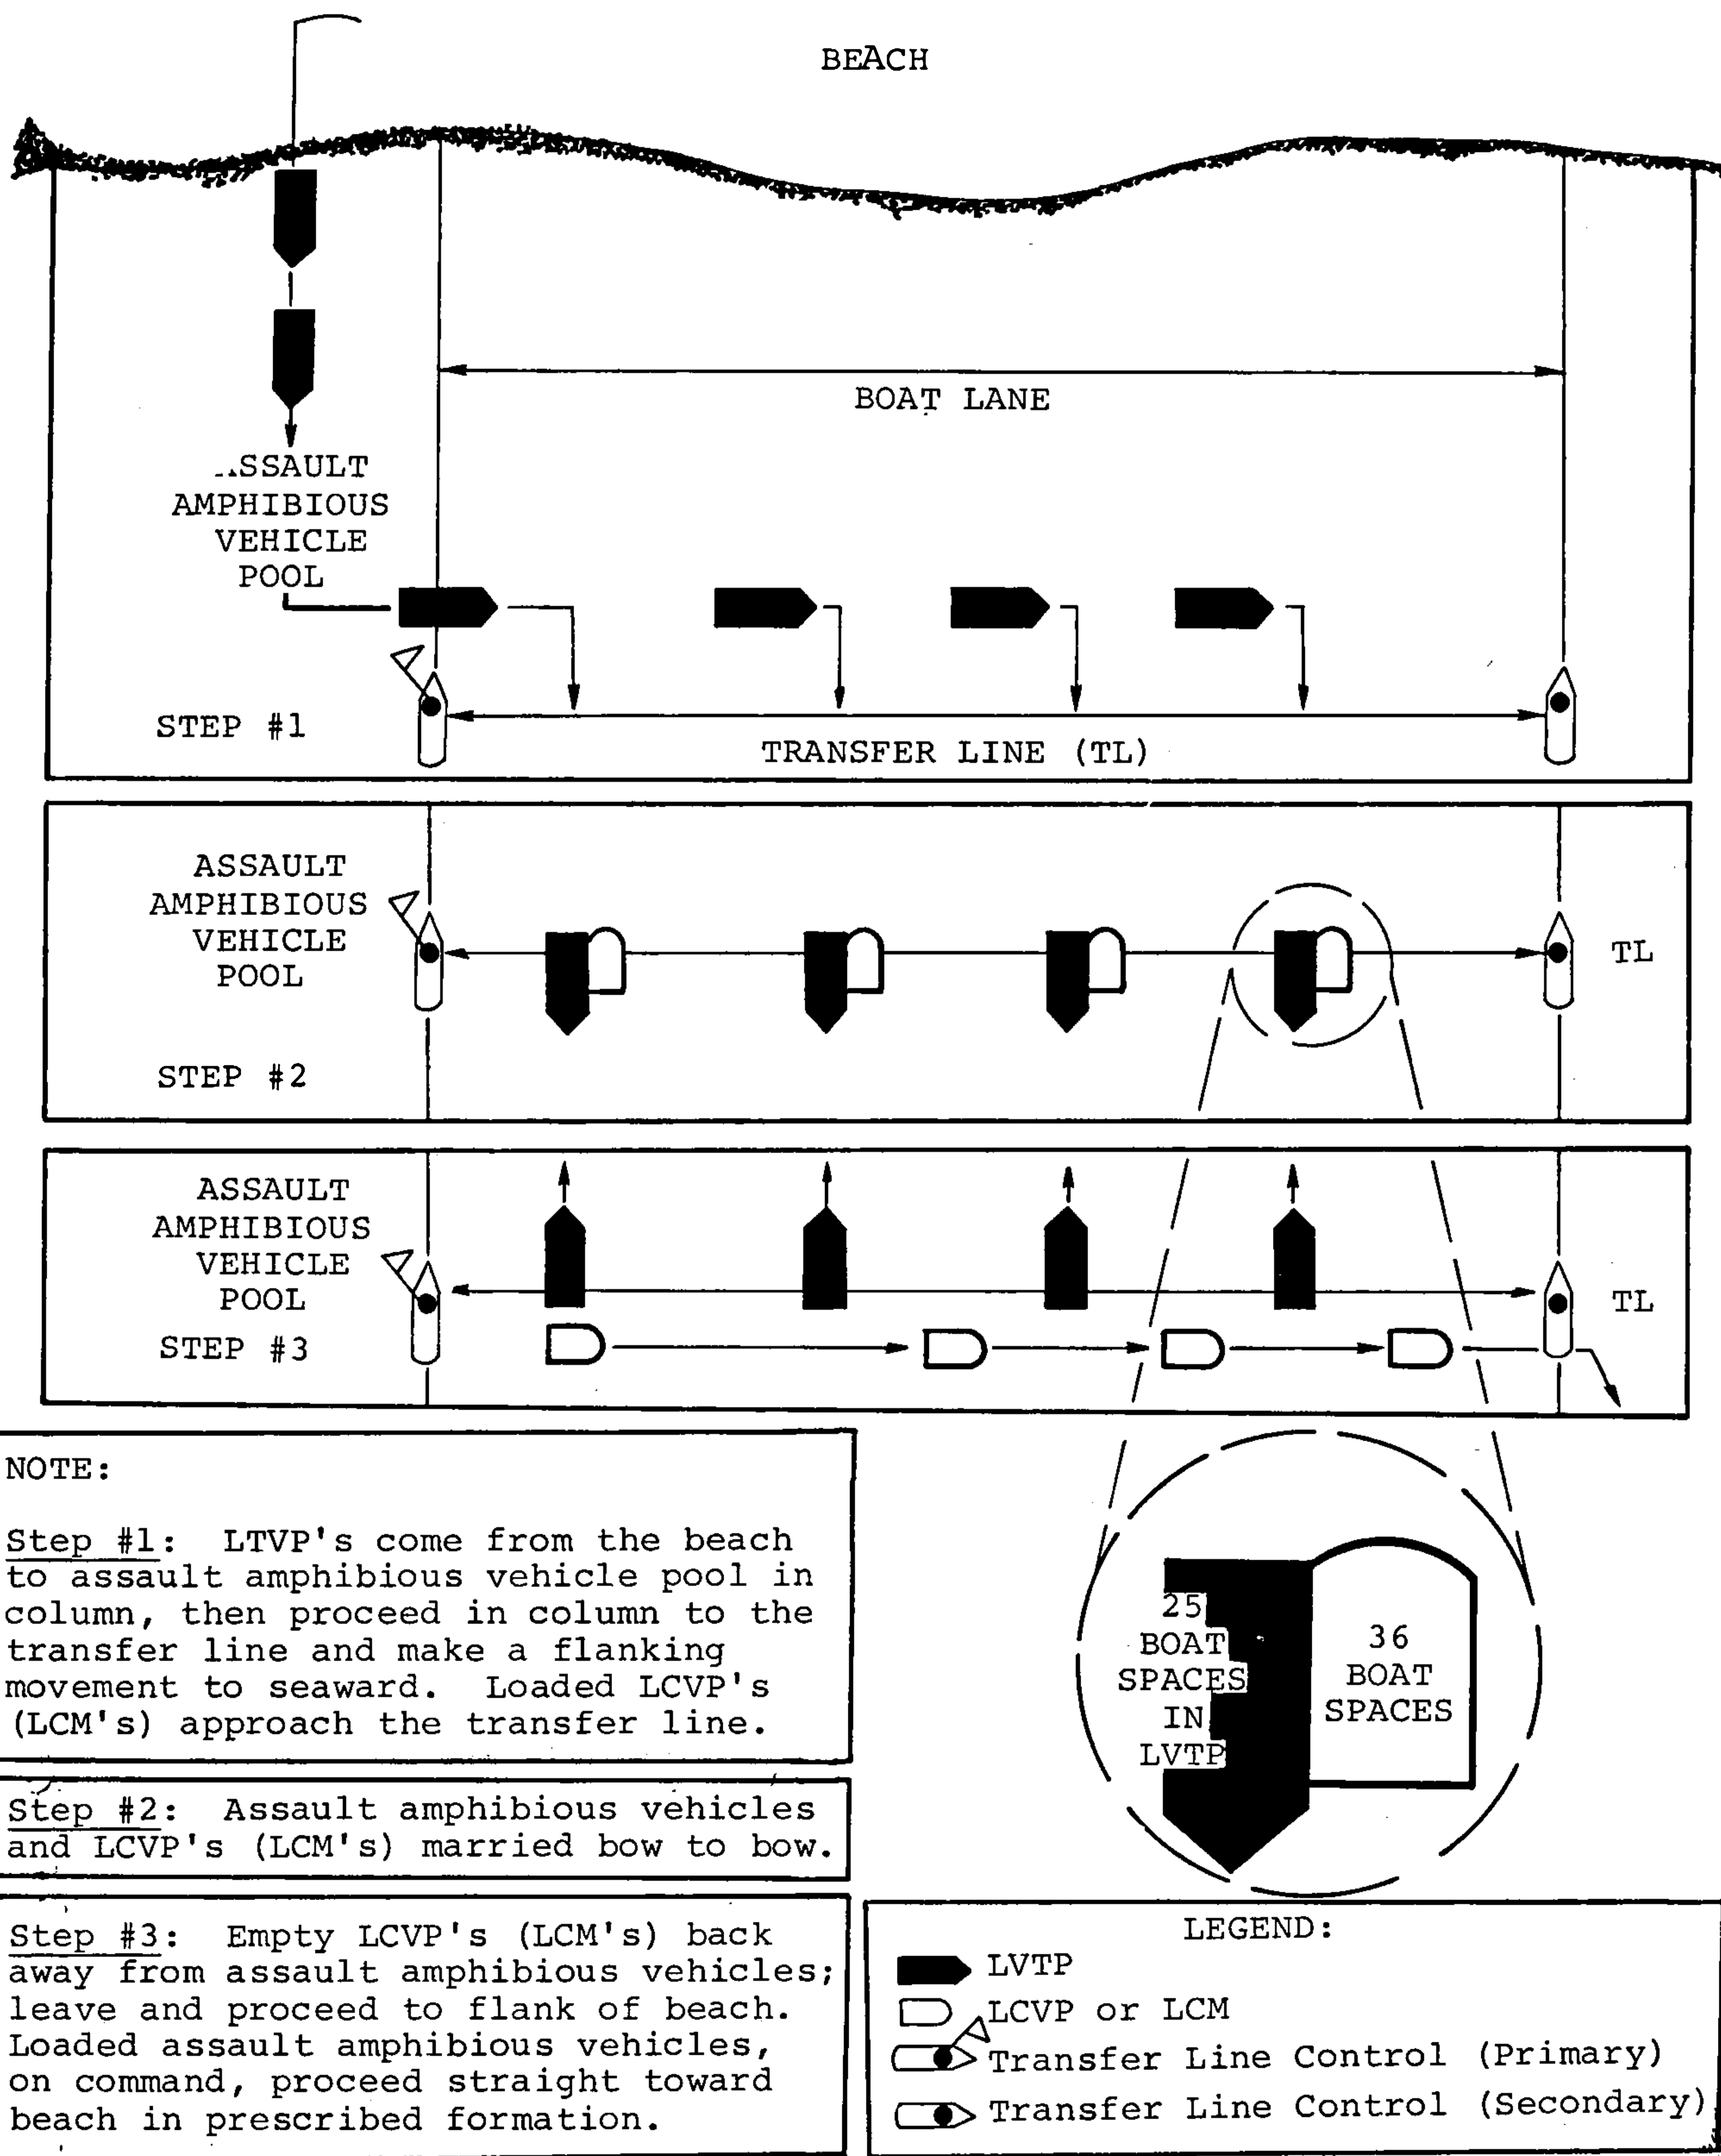 BEACH
BOAT LANE
ASSAULT
AMPHIBIOUS
VEHICLE
POOL
STEP #1
TRANSFER LINE (TL)
ASSAULT
AMPHIBIOUS
VEHICLE
POOL
TL
STEP #2
ASSAULT
AMPHIBIOUS
VEHICLE
POOL
TL
STEP #3
NOTE:
Step #1: LTVP's come from the beach
to assault amphibious vehicle pool in
column, then proceed in column to the
transfer line and make a flanking
movement to seaward. Loaded LCVP's
(LCM's) approach the transfer line.
Step #2: Assault amphibious vehicles
and LCVP's (LCM's) married bow to bow.
Step #3: Empty LCVP's (LCM's) back
away from assault amphibious vehicles;
leave and proceed to flank of beach.
Loaded assault amphibious vehicles,
on command, proceed straight toward
beach in prescribed formation.
25
BOAT
SPACES
IN
LVTP
36
BOAT
SPACES
LEGEND:
LVTP
LCVP or LCM
Transfer Line Control (Primary)
Transfer Line Control (Secondary)